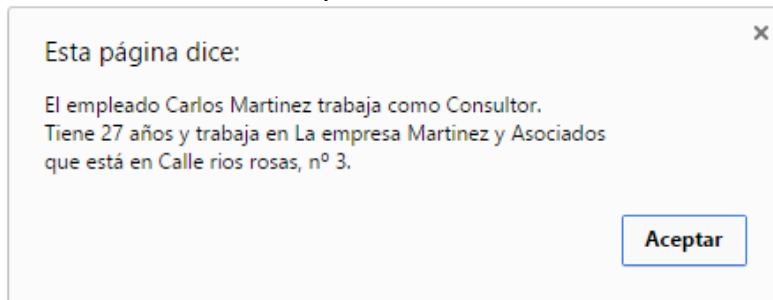 Esta página dice:
El empleado Carlos Martinez trabaja como Consultor.
Tiene 27 años y trabaja en La empresa Martinez y Asociados
que está en Calle rios rosas, nº 3.
Aceptar